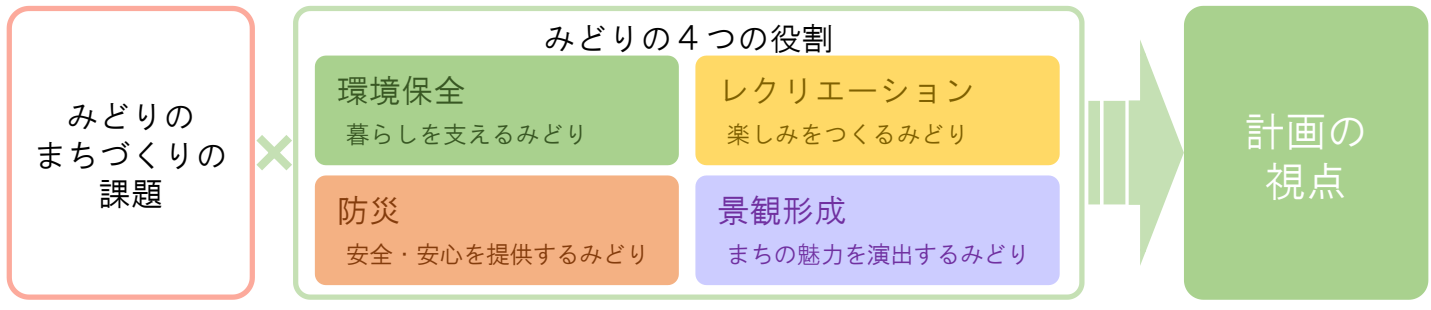 みどりの
まちづくりの
課題
×
みどりの４つの役割
環境保全
暮らしを支えるみどり
レクリエーション
楽しみをつくるみどり
防災
安全・安心を提供するみどり
景観形成
まちの魅力を演出するみどり
計画の
視点